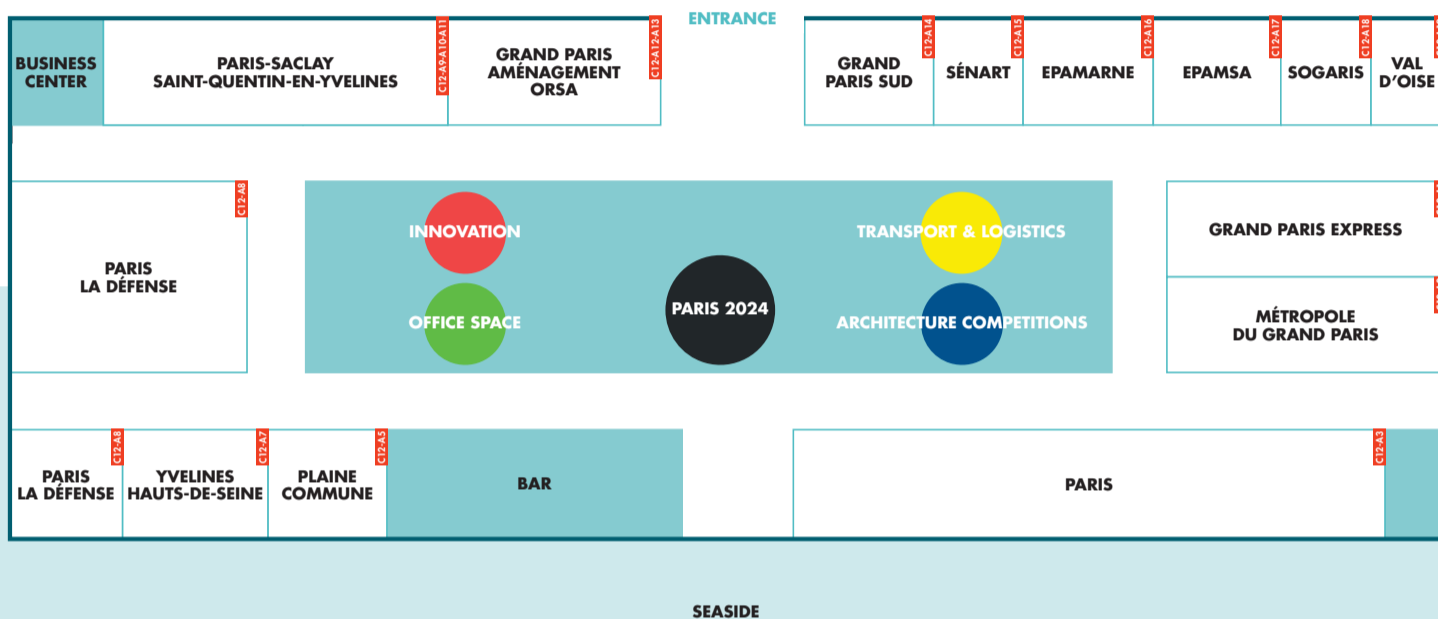 ENTRANCE
BUSINESS
CENTER
PARIS-SACLAY
SAINT-QUENTIN-EN-YVELINES
C12-A9-A10-A11
GRAND PARIS
AMÉNAGEMENT
ORSA
C12-A12-A13
GRAND
PARIS SUD
C12-A14
SÉNART
C12-A15
EPAMARNE
C12-A16
EPAMSA
C12-A17
SOGARIS
C12-A18
VAL
D'OISE
PARIS
LA DÉFENSE
C12-A8
INNOVATION
OFFICE SPACE
PARIS 2024
TRANSPORT & LOGISTICS
ARCHITECTURE COMPETITIONS
GRAND PARIS EXPRESS
MÉTROPOLE
DU GRAND PARIS
PARIS
LA DÉFENSE
C12-A8
YVELINES
HAUTS-DE-SEINE
C12-A7
PLAINE
COMMUNE
C12-A5
BAR
PARIS
C12-A3
SEASIDE